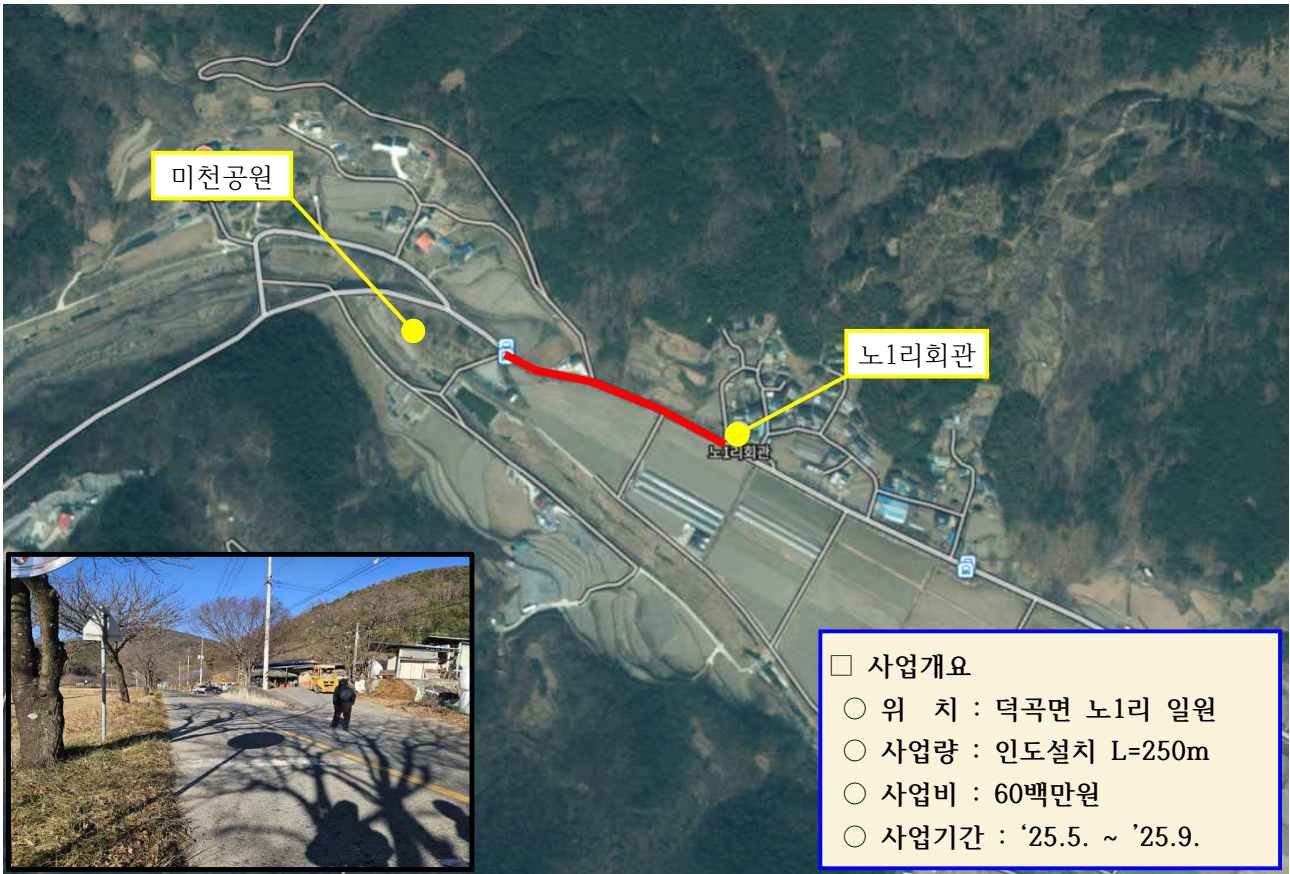 미천공원
노1리회관
노1리회관
□ 사업개요
○ 위 치 : 덕곡면 노1리 일원
○ 사업량 : 인도설치 L=250m
○ 사업비 : 60백만원
○ 사업기간 : ‘25.5. ~ ’25.9.